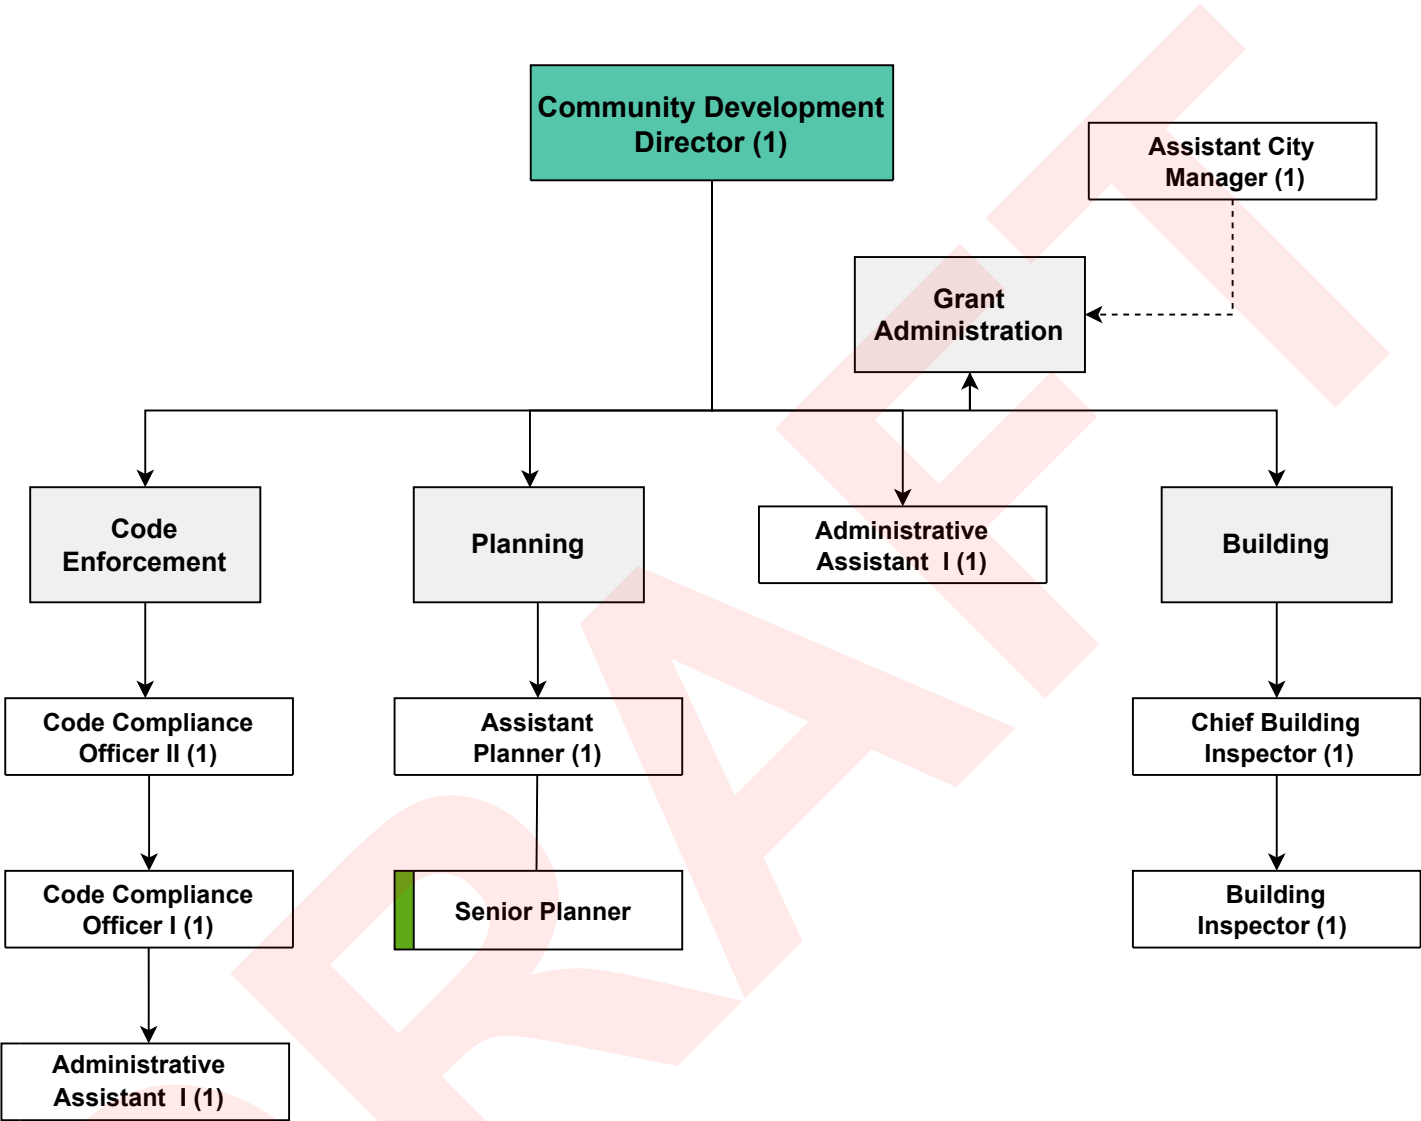 Community Development
Director (1)
Assistant City
Manager (1)
Grant
Administration
Code
Enforcement
Planning
Administrative
Assistant I (1)
Building
Code Compliance
Officer II (1)
Assistant
Planner (1)
Chief Building
Inspector (1)
Code Compliance
Officer I (1)
Senior Planner
Building
Inspector (1)
Administrative
Assistant I (1)
DRAFT